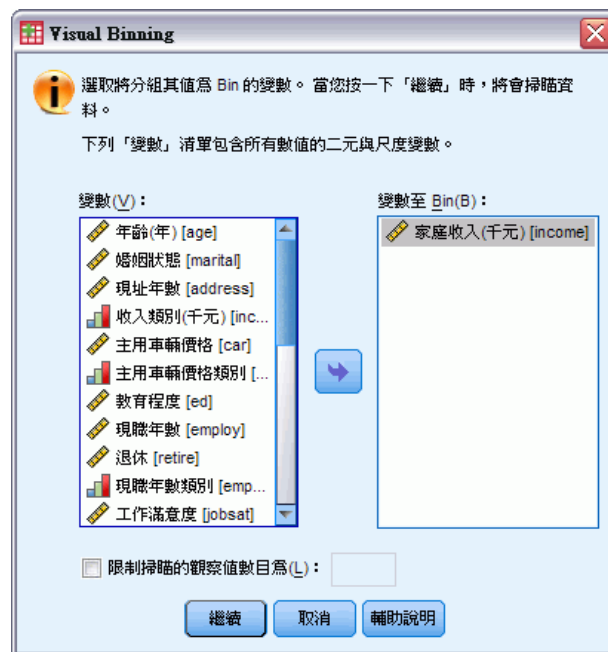 Visual Binning
選取將分組其值為 Bin 的變數。 當您按一下「繼續」時，將會掃瞄資
料。
下列「變數」清單包含所有數值的二元與尺度變數。
變數(V)：
年齡(年) [age]
婚姻狀態 [marital]
現址年數 [address]
收入類別(千元) [inc...
主用車輛價格 [car]
主用車輛價格類別 [...
教育程度 [ed]
現職年數 [employ]
退休 [retire]
現職年數類別 [emp...
工作滿意度 [jobsat]
變數至 Bin(B)：
家庭收入(千元) [income]
限制掃瞄的觀察值數目為(L)：
繼續
取消
輔助說明